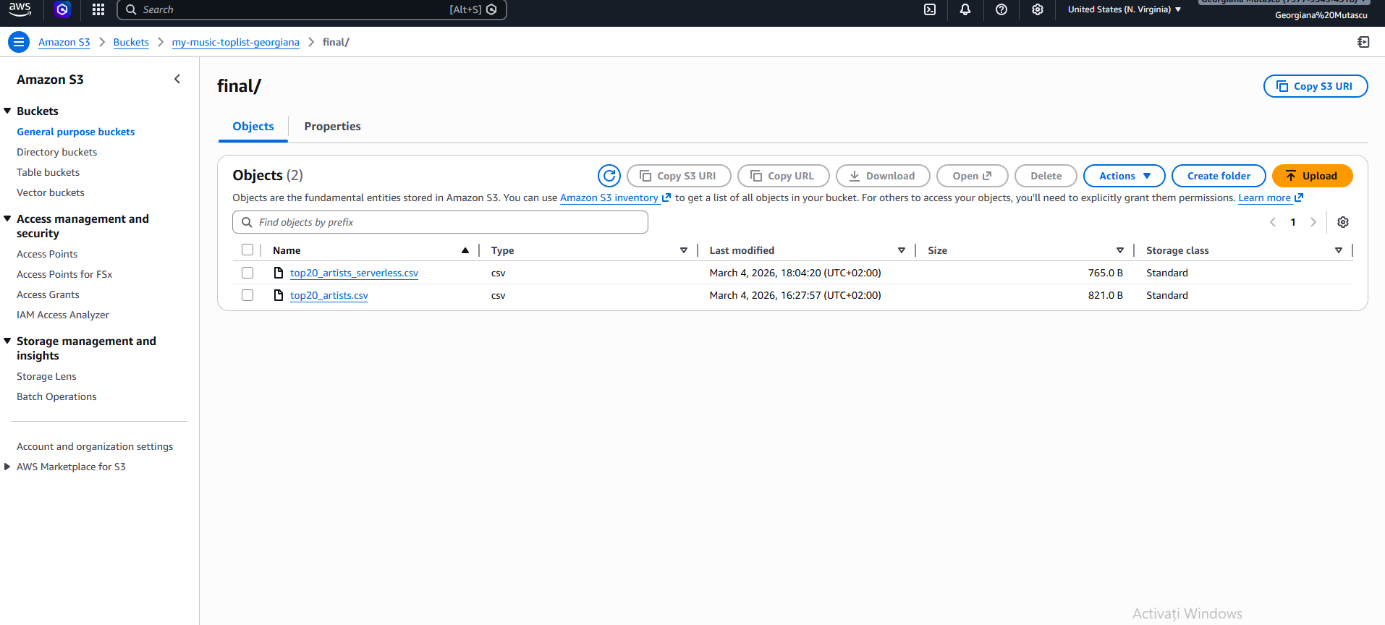 aws
Search [Alt+S]
United States (N. Virginia)
Georgiana%20Mutascu
Amazon S3 Buckets my-music-toplist-georgiana final/
Amazon S3
Buckets
General purpose buckets
Directory buckets
Table buckets
Vector buckets
Access management and
security
Access Points
Access Points for FSx
Access Grants
IAM Access Analyzer
Storage management and
insights
Storage Lens
Batch Operations
Account and organization settings
AWS Marketplace for S3
final/
Copy S3 URI
Objects Properties
Objects (2)
Copy S3 URI Copy URL Download Open Delete Actions Create folder Upload
Objects are the fundamental entities stored in Amazon S3. You can use Amazon S3 inventory to get a list of all objects in your bucket. For others to access your objects, you'll need to explicitly grant them permissions. Learn more
Find objects by prefix
1
Name Type Last modified Size Storage class
top20_artists_serverless.csv csv March 4, 2026, 18:04:20 (UTC+02:00) 765.0 B Standard
top20_artists.csv csv March 4, 2026, 16:27:57 (UTC+02:00) 821.0 B Standard
Activați Windows